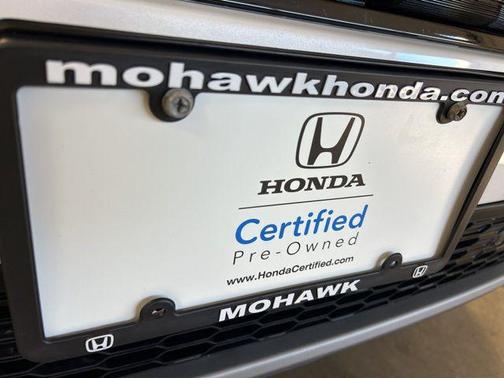 mohawkhonda.com
HONDA
Certified
Pre-Owned
www.HondaCertified.com
MOHAWK